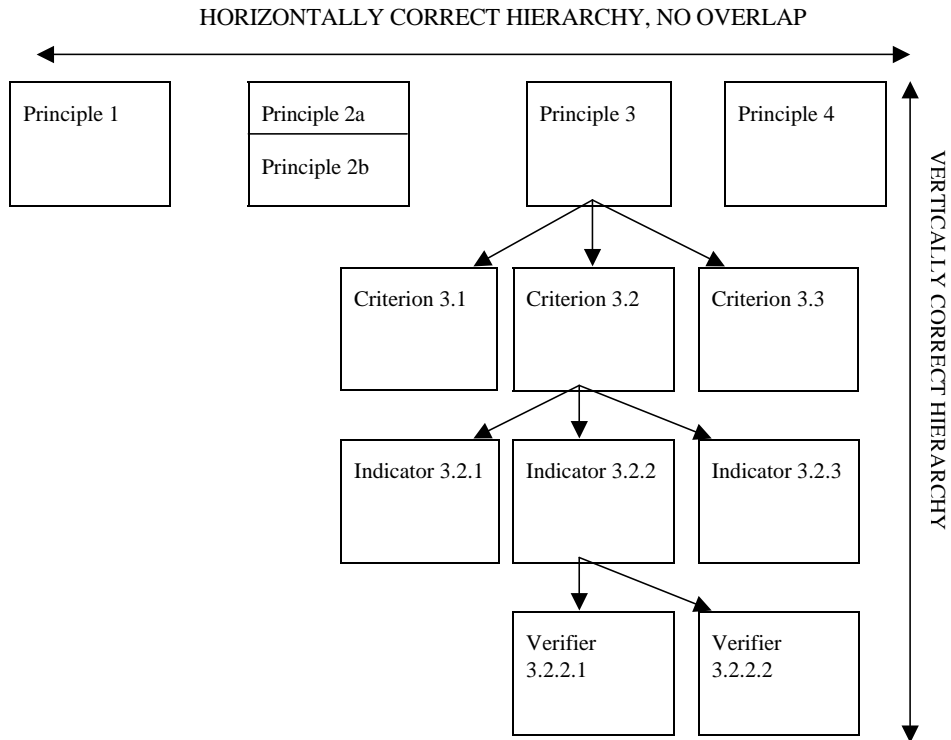 HORIZONTALLY CORRECT HIERARCHY, NO OVERLAP
Principle 1
Principle 2a
Principle 2b
Principle 3
Principle 4
VERTICALLY CORRECT HIERARCHY
Criterion 3.1
Criterion 3.2
Criterion 3.3
Indicator 3.2.1
Indicator 3.2.2
Indicator 3.2.3
Verifier
3.2.2.1
Verifier
3.2.2.2